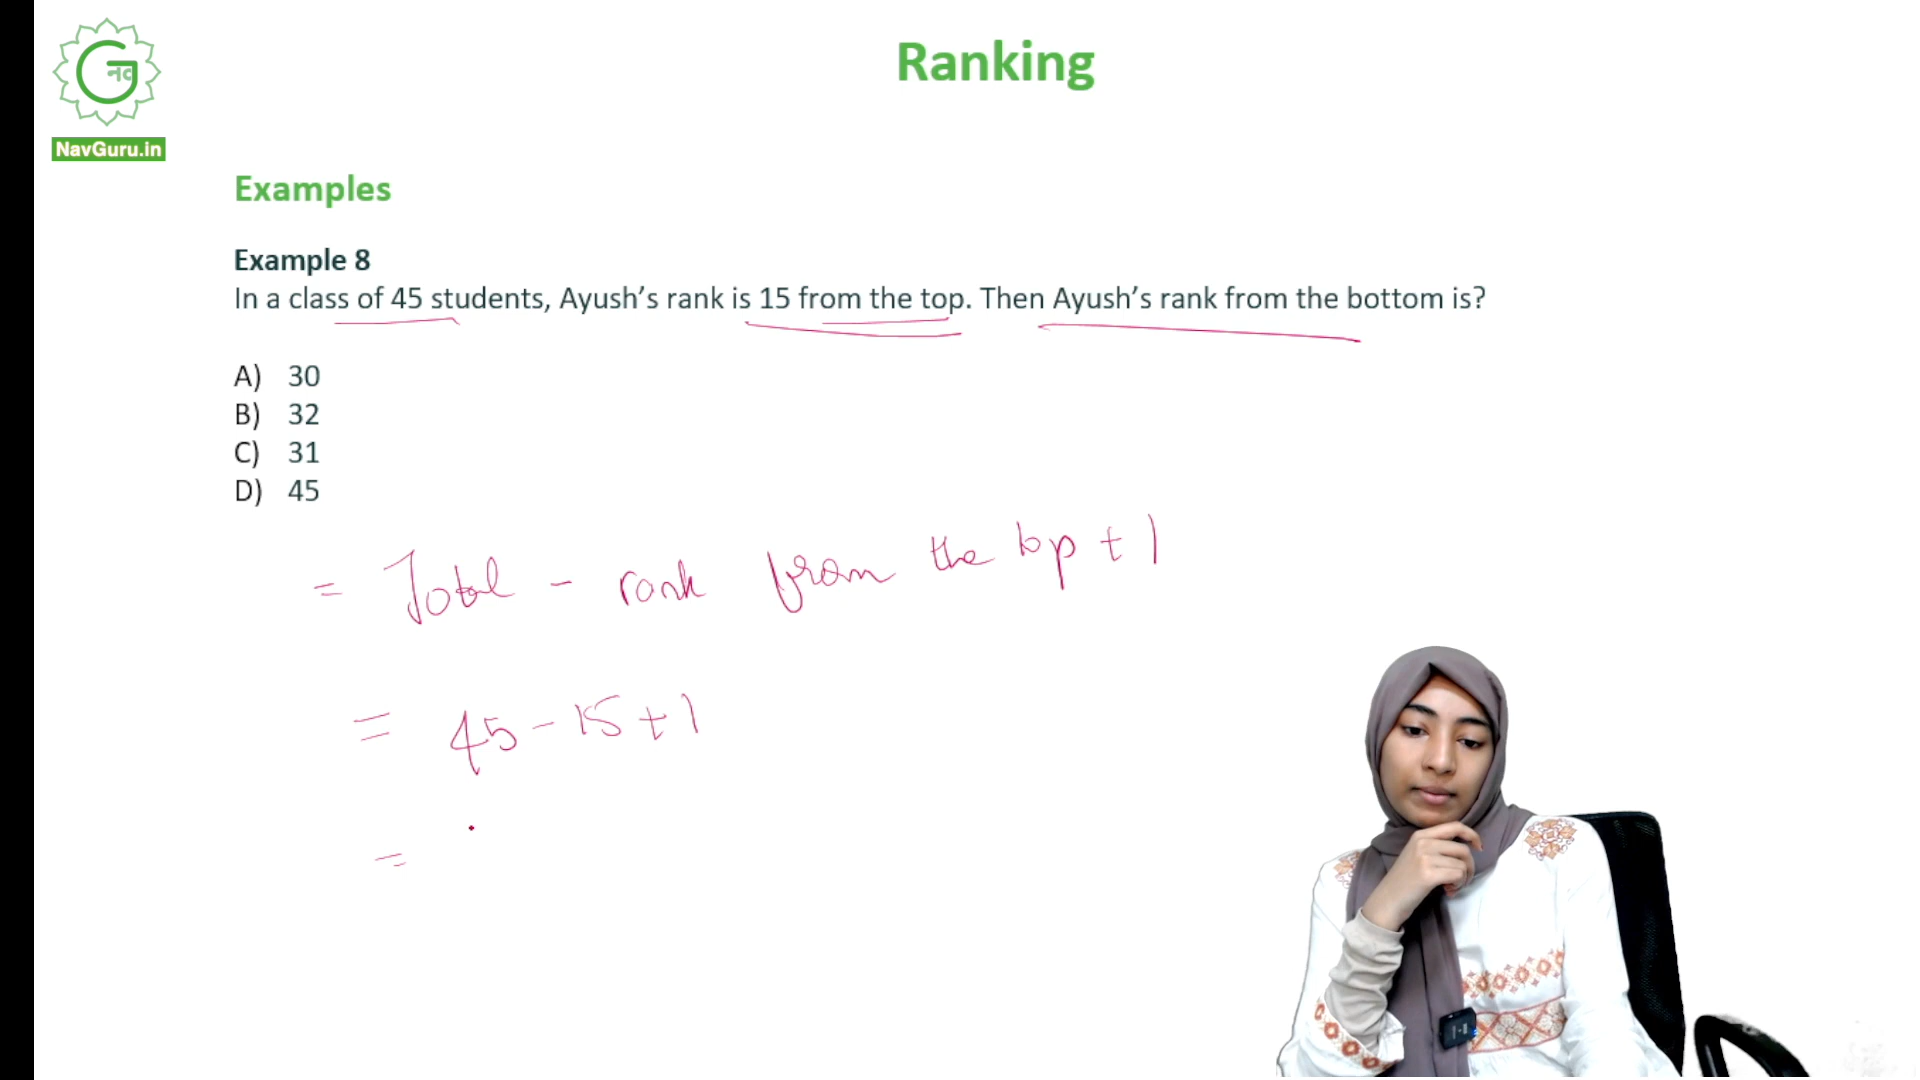 नव
NavGuru.in
Ranking
Examples
Example 8
In a class of 45 students, Ayush’s rank is 15 from the top. Then Ayush’s rank from the bottom is?
A) 30
B) 32
C) 31
D) 45
= Total - rank from the top + 1
= 45 - 15 + 1
=